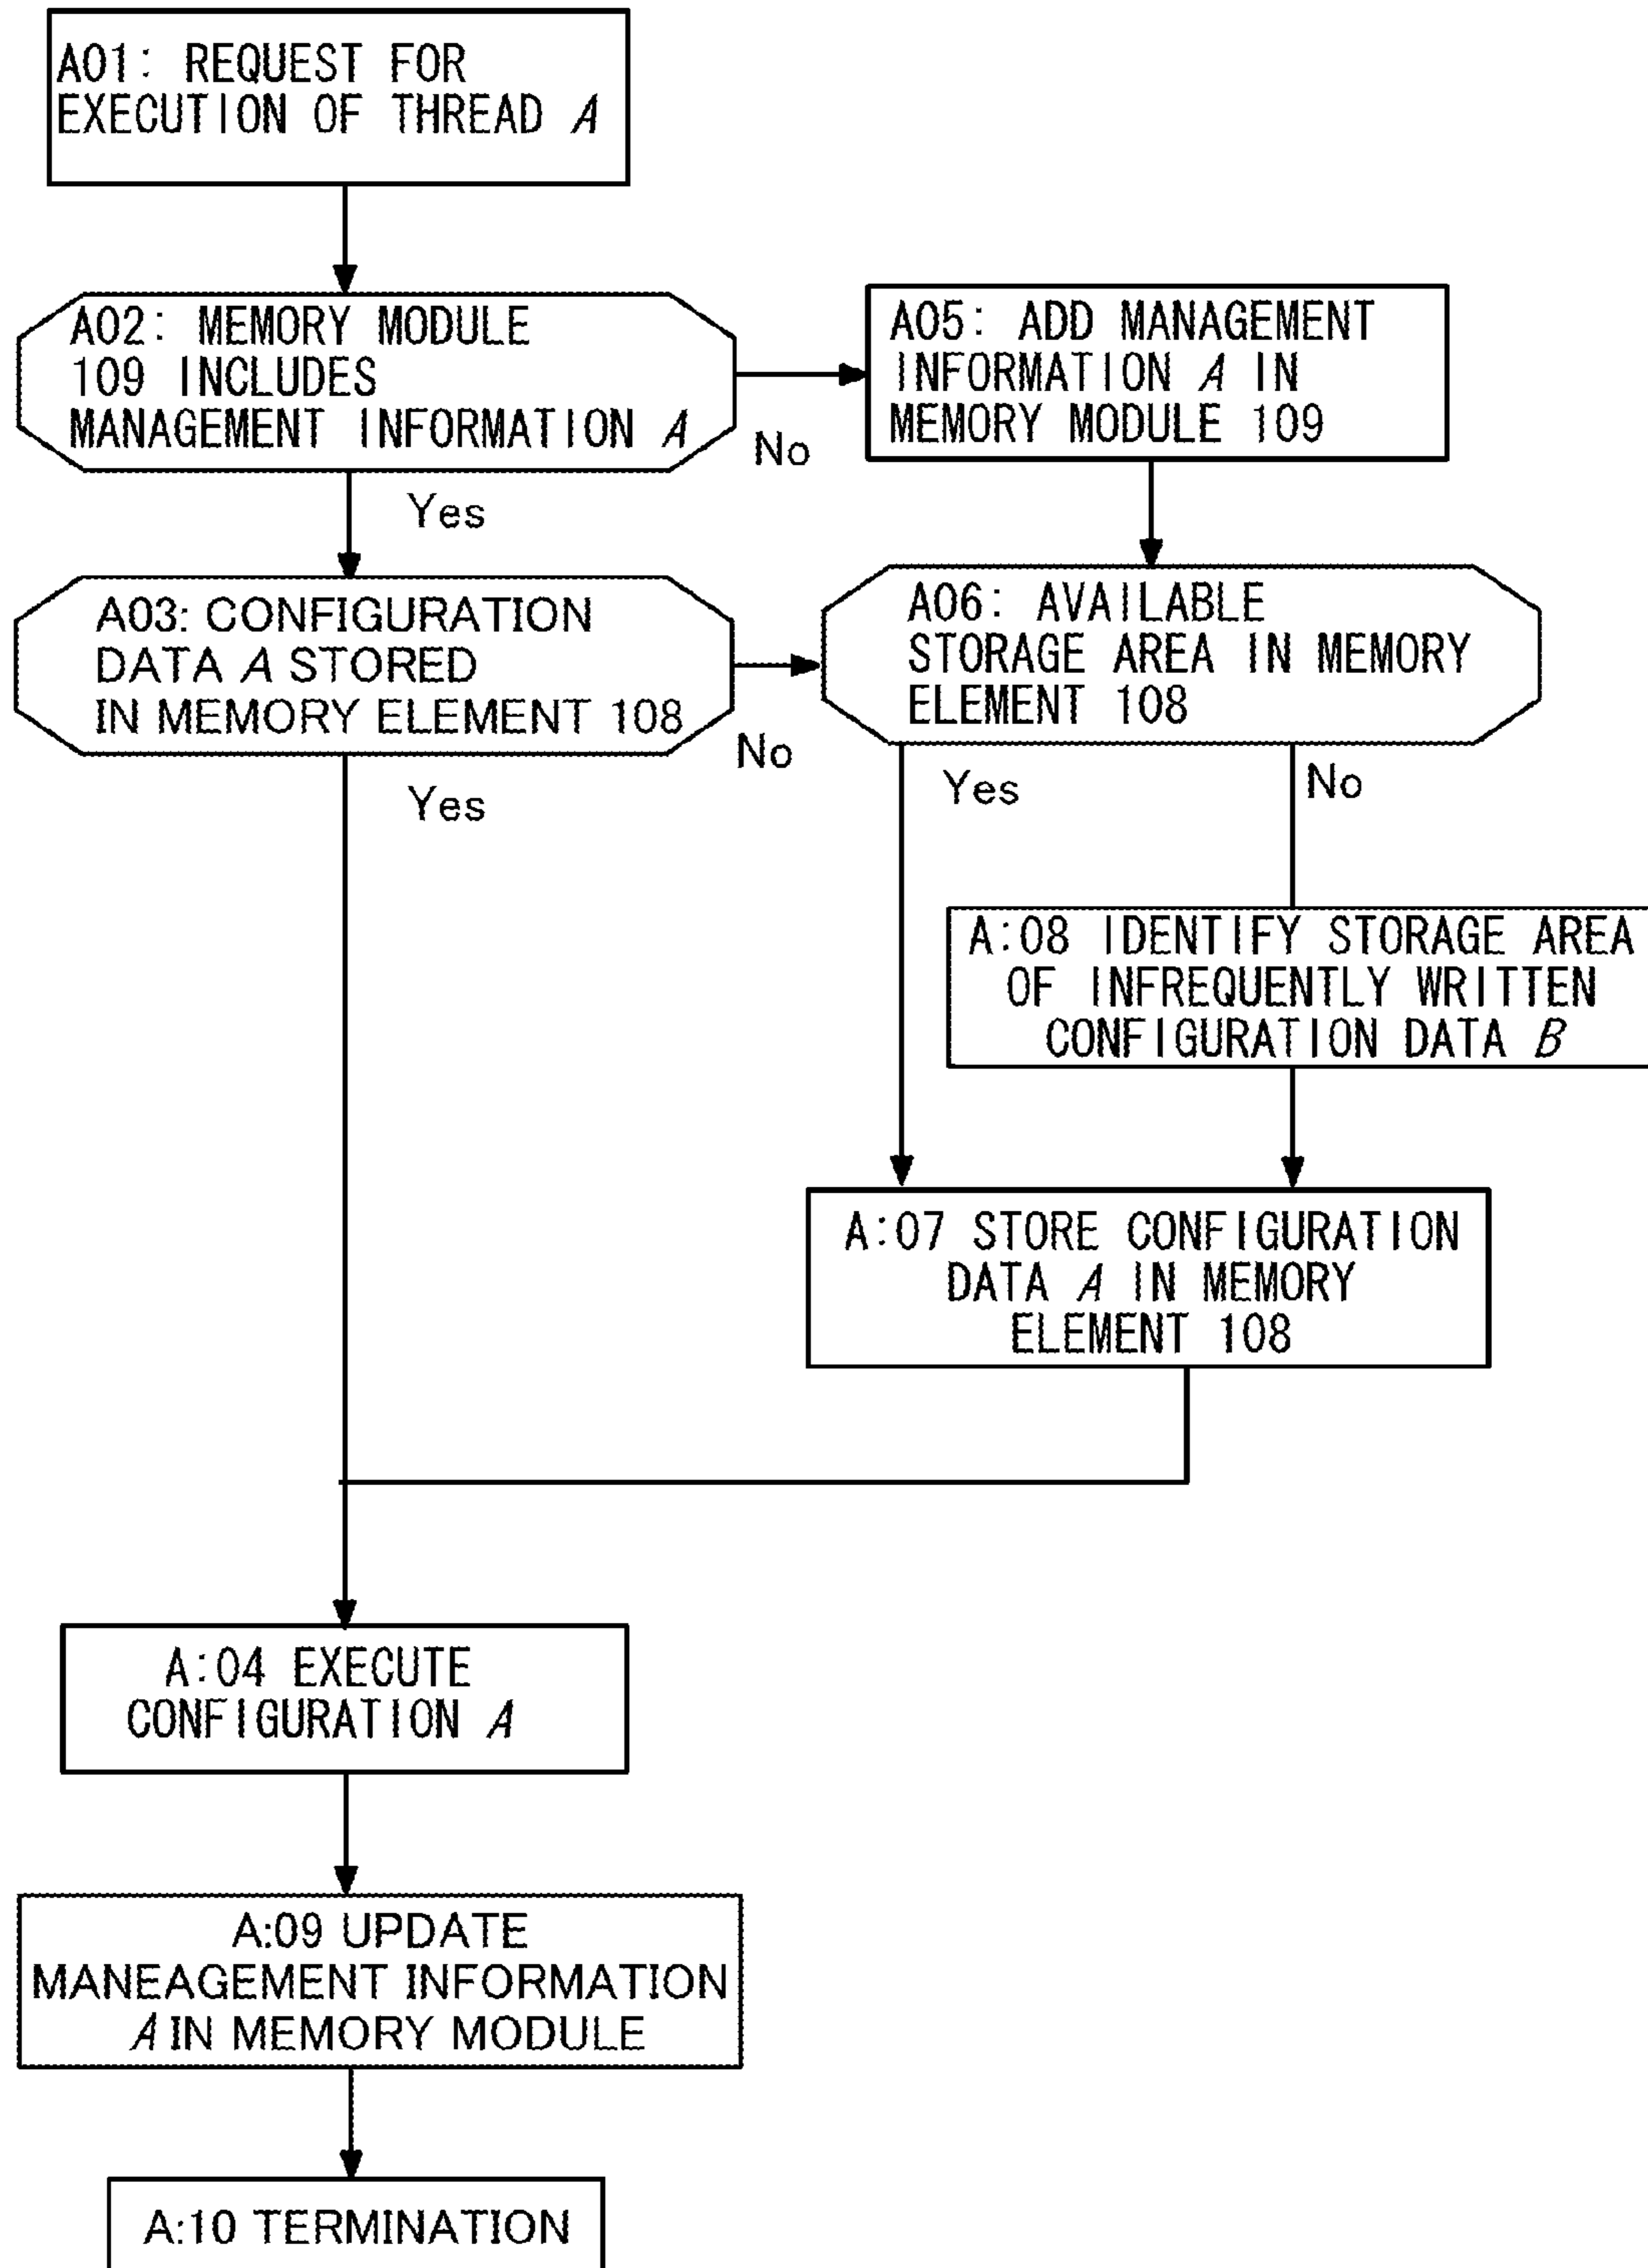 A01: REQUEST FOR
EXECUTION OF THREAD A
A02: MEMORY MODULE
109 INCLUDES
MANAGEMENT INFORMATION A
No
Yes
A05: ADD MANAGEMENT
INFORMATION A IN
MEMORY MODULE 109
A03: CONFIGURATION
DATA A STORED
IN MEMORY ELEMENT 108
No
Yes
A06: AVAILABLE
STORAGE AREA IN MEMORY
ELEMENT 108
Yes
No
A:08 IDENTIFY STORAGE AREA
OF INFREQUENTLY WRITTEN
CONFIGURATION DATA B
A:07 STORE CONFIGURATION
DATA A IN MEMORY
ELEMENT 108
A:04 EXECUTE
CONFIGURATION A
A:09 UPDATE
MANEAGEMENT INFORMATION
A IN MEMORY MODULE
A:10 TERMINATION